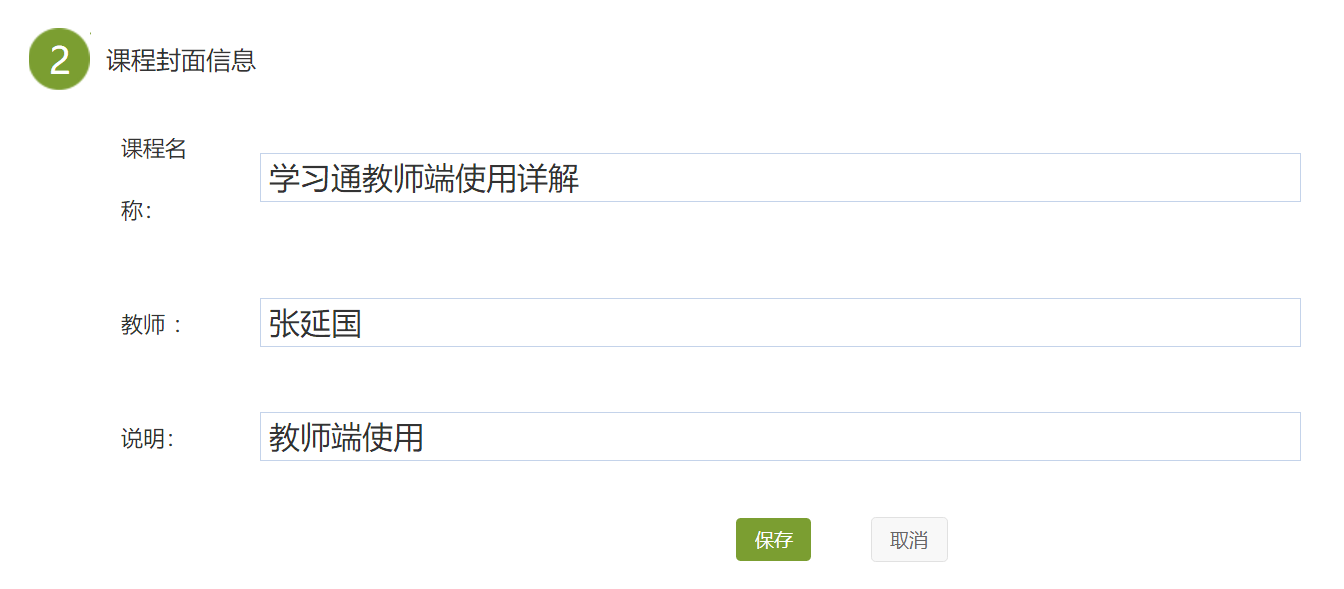 2 课程封面信息
课程名
称:
学习通教师端使用详解
教师 : 张延国
说明: 教师端使用
保存 取消